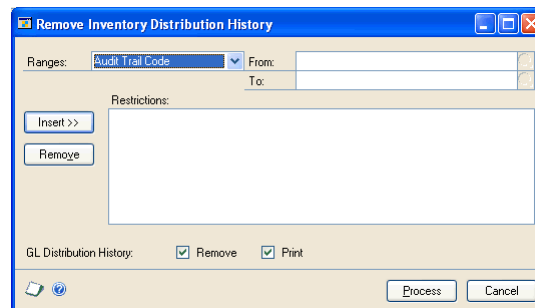 Remove Inventory Distribution History
Ranges: Audit Trail Code From:
To:
Restrictions:
Insert >>
Remove
GL Distribution History: Remove Print
Process Cancel